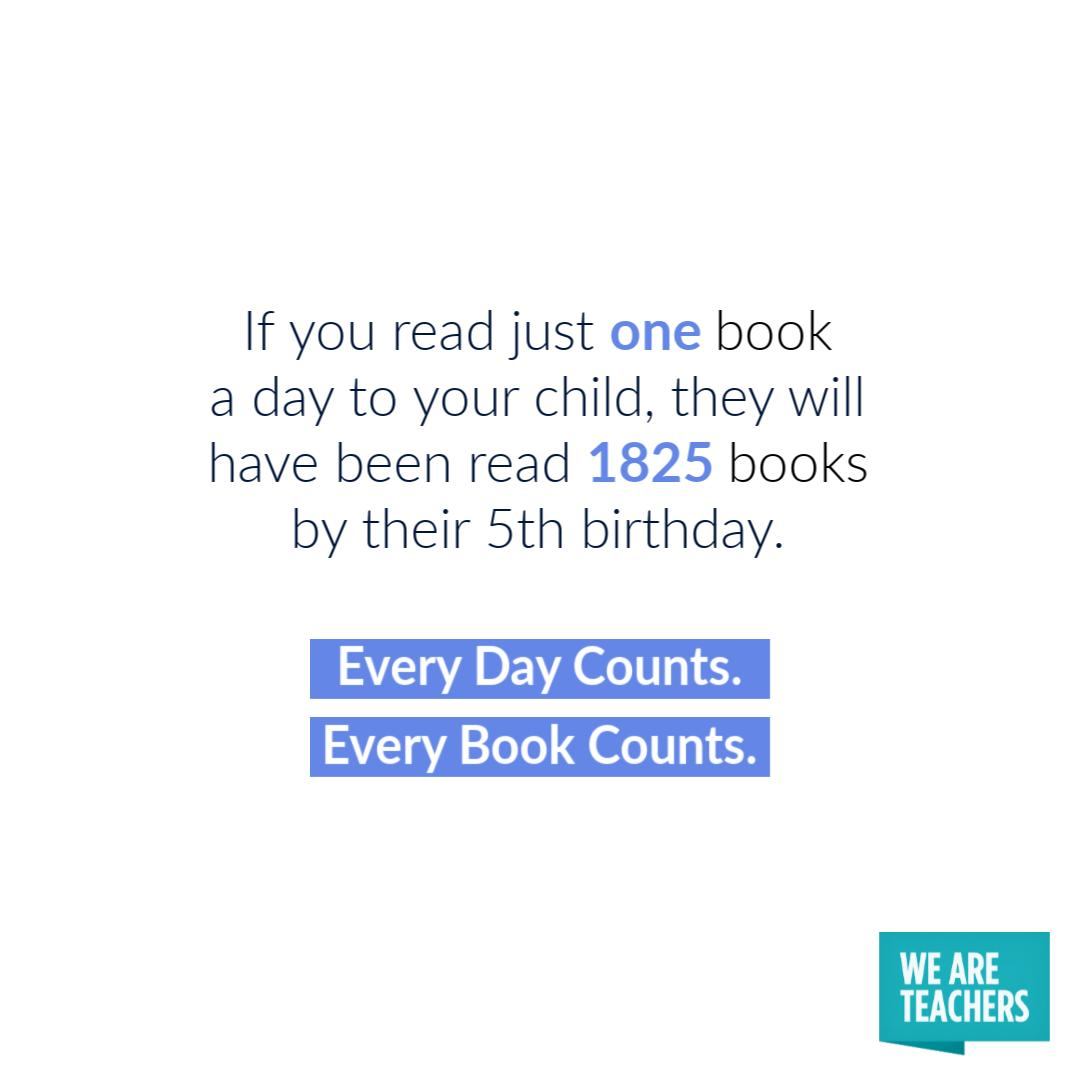 If you read just one book
a day to your child, they will
have been read 1825 books
by their 5th birthday.
Every Day Counts.
Every Book Counts.
WE ARE
TEACHERS